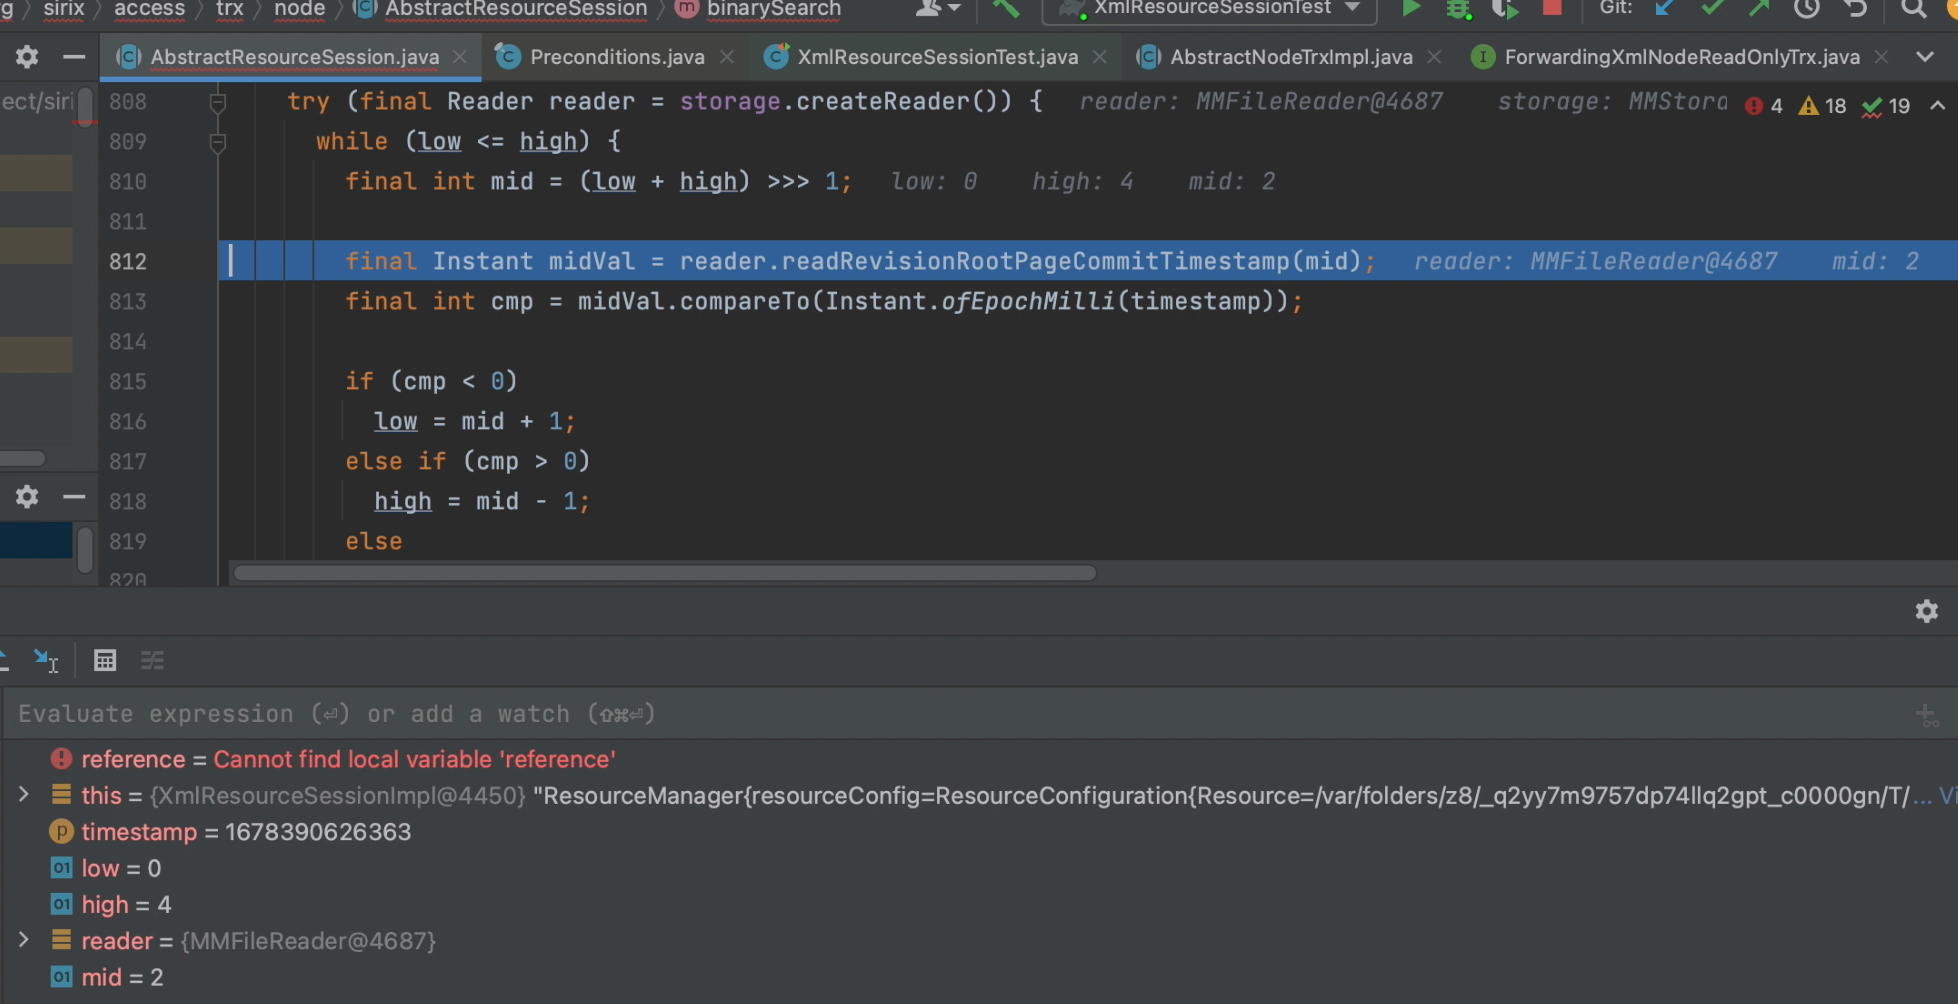 rg sirix access trx node AbstractResourceSession binarySearch XmlResourceSessionTest Git:
AbstractResourceSession.java Preconditions.java XmlResourceSessionTest.java AbstractNodeTrxImpl.java ForwardingXmlNodeReadOnlyTrx.java
ect/siri
808 try (final Reader reader = storage.createReader()) { reader: MMFileReader@4687 storage: MMStora 4 18 19
809 while (low <= high) {
810 final int mid = (low + high) >>> 1; low: 0 high: 4 mid: 2
811
812 final Instant midVal = reader.readRevisionRootPageCommitTimestamp(mid); reader: MMFileReader@4687 mid: 2
813 final int cmp = midVal.compareTo(Instant.ofEpochMilli(timestamp));
814
815 if (cmp < 0)
816 low = mid + 1;
817 else if (cmp > 0)
818 high = mid - 1;
819 else
820
Evaluate expression (⏎) or add a watch (⇧⌘⏎)
reference = Cannot find local variable 'reference'
this = {XmlResourceSessionImpl@4450} "ResourceManager{resourceConfig=ResourceConfiguration{Resource=/var/folders/z8/_q2yy7m9757dp74llq2gpt_c0000gn/T/... Vi
timestamp = 1678390626363
low = 0
high = 4
reader = {MMFileReader@4687}
mid = 2